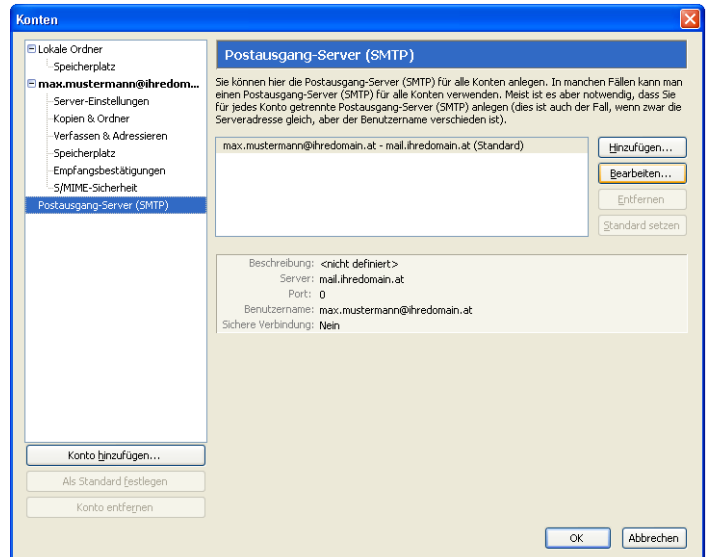 Konten
Lokale Ordner
Speicherplatz
max.mustermann@ihredom...
Server-Einstellungen
Kopien & Ordner
Verfassen & Adressieren
Speicherplatz
Empfangsbestätigungen
S/MIME-Sicherheit
Postausgang-Server (SMTP)
Konto hinzufügen...
Als Standard festlegen
Konto entfernen
Postausgang-Server (SMTP)
Sie können hier die Postausgang-Server (SMTP) für alle Konten anlegen. In manchen Fällen kann man
einen Postausgang-Server (SMTP) für alle Konten verwenden. Meist ist es aber notwendig, dass Sie
für jedes Konto getrennte Postausgang-Server (SMTP) anlegen (dies ist auch der Fall, wenn zwar die
Serveradresse gleich, aber der Benutzername verschieden ist).
max.mustermann@ihredomain.at - mail.ihredomain.at (Standard)
Hinzufügen...
Bearbeiten...
Entfernen
Standard setzen
Beschreibung: <nicht definiert>
Server: mail.ihredomain.at
Port: 0
Benutzername: max.mustermann@ihredomain.at
Sichere Verbindung: Nein
OK
Abbrechen